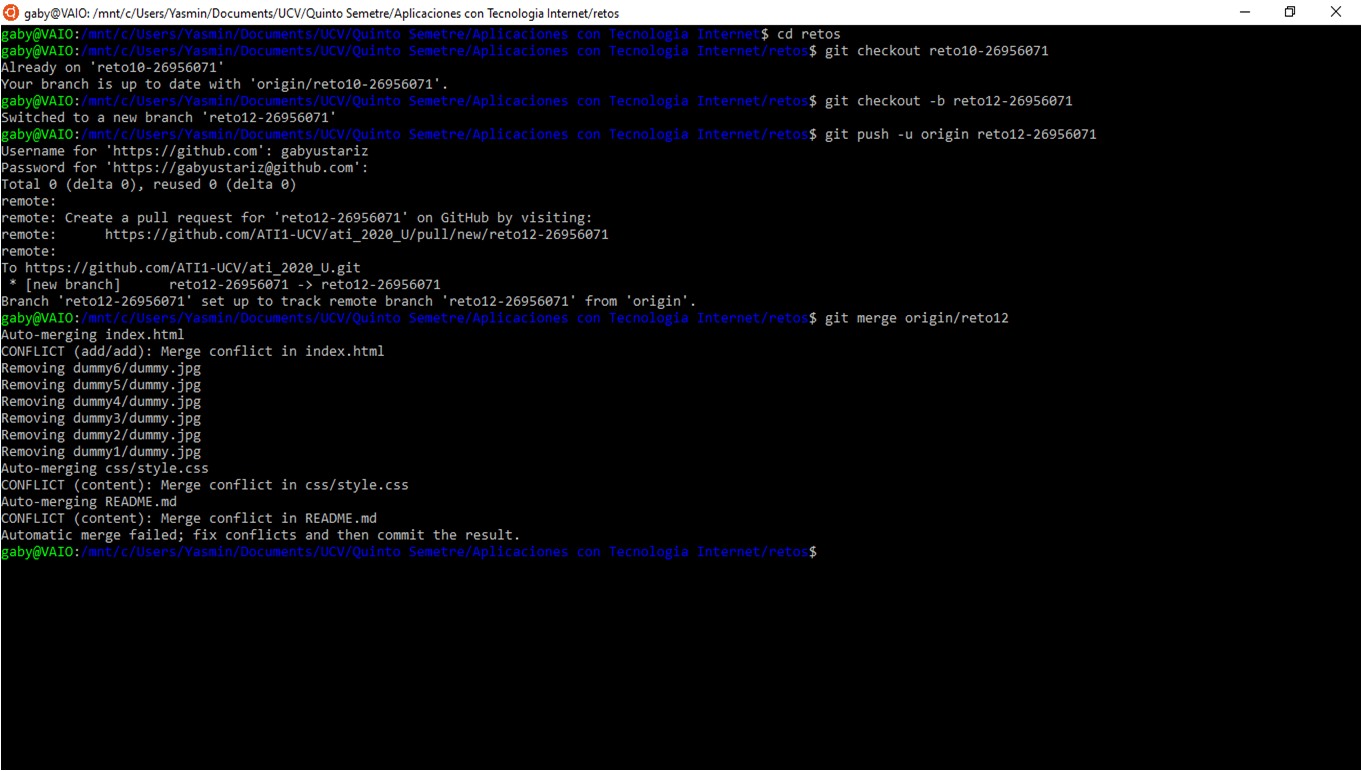 gaby@VAIO: /mnt/c/Users/Yasmin/Documents/UCV/Quinto Semetre/Aplicaciones con Tecnologia Internet/retos
gaby@VAIO:/mnt/c/Users/Yasmin/Documents/UCV/Quinto Semetre/Aplicaciones con Tecnologia Internet$ cd retos
gaby@VAIO:/mnt/c/Users/Yasmin/Documents/UCV/Quinto Semetre/Aplicaciones con Tecnologia Internet/retos$ git checkout reto10-26956071
Already on 'reto10-26956071'
Your branch is up to date with 'origin/reto10-26956071'.
gaby@VAIO:/mnt/c/Users/Yasmin/Documents/UCV/Quinto Semetre/Aplicaciones con Tecnologia Internet/retos$ git checkout -b reto12-26956071
Switched to a new branch 'reto12-26956071'
gaby@VAIO:/mnt/c/Users/Yasmin/Documents/UCV/Quinto Semetre/Aplicaciones con Tecnologia Internet/retos$ git push -u origin reto12-26956071
Username for 'https://github.com': gabyustariz
Password for 'https://gabyustariz@github.com':
Total 0 (delta 0), reused 0 (delta 0)
remote:
remote: Create a pull request for 'reto12-26956071' on GitHub by visiting:
remote:      https://github.com/ATI1-UCV/ati_2020_U/pull/new/reto12-26956071
remote:
To https://github.com/ATI1-UCV/ati_2020_U.git
 * [new branch]      reto12-26956071 -> reto12-26956071
Branch 'reto12-26956071' set up to track remote branch 'reto12-26956071' from 'origin'.
gaby@VAIO:/mnt/c/Users/Yasmin/Documents/UCV/Quinto Semetre/Aplicaciones con Tecnologia Internet/retos$ git merge origin/reto12
Auto-merging index.html
CONFLICT (add/add): Merge conflict in index.html
Removing dummy6/dummy.jpg
Removing dummy5/dummy.jpg
Removing dummy4/dummy.jpg
Removing dummy3/dummy.jpg
Removing dummy2/dummy.jpg
Removing dummy1/dummy.jpg
Auto-merging css/style.css
CONFLICT (content): Merge conflict in css/style.css
Auto-merging README.md
CONFLICT (content): Merge conflict in README.md
Automatic merge failed; fix conflicts and then commit the result.
gaby@VAIO:/mnt/c/Users/Yasmin/Documents/UCV/Quinto Semetre/Aplicaciones con Tecnologia Internet/retos$